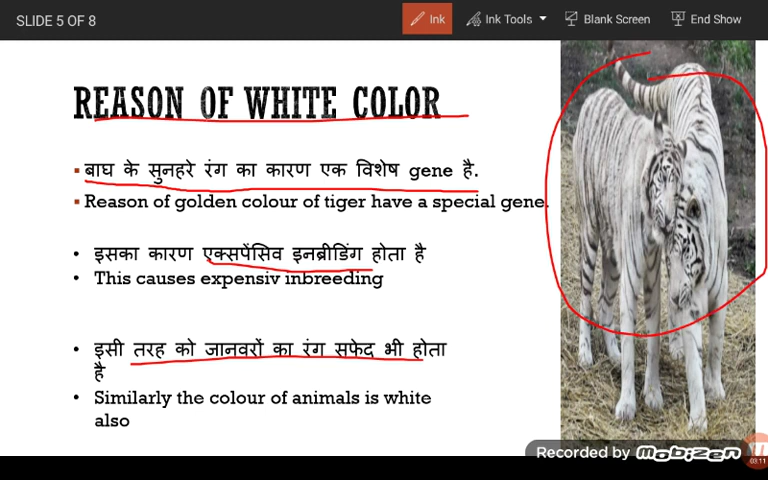 SLIDE 5 OF 8
Ink
Ink Tools
Blank Screen
End Show
REASON OF WHITE COLOR
▪ बाघ के सुनहरे रंग का कारण एक विशेष gene है.
▪ Reason of golden colour of tiger have a special gene.
• इसका कारण एक्सपेंसिव इनब्रीडिंग होता है
• This causes expensiv inbreeding
• इसी तरह को जानवरों का रंग सफेद भी होता
है
• Similarly the colour of animals is white
also
Recorded by mobizen
03:11